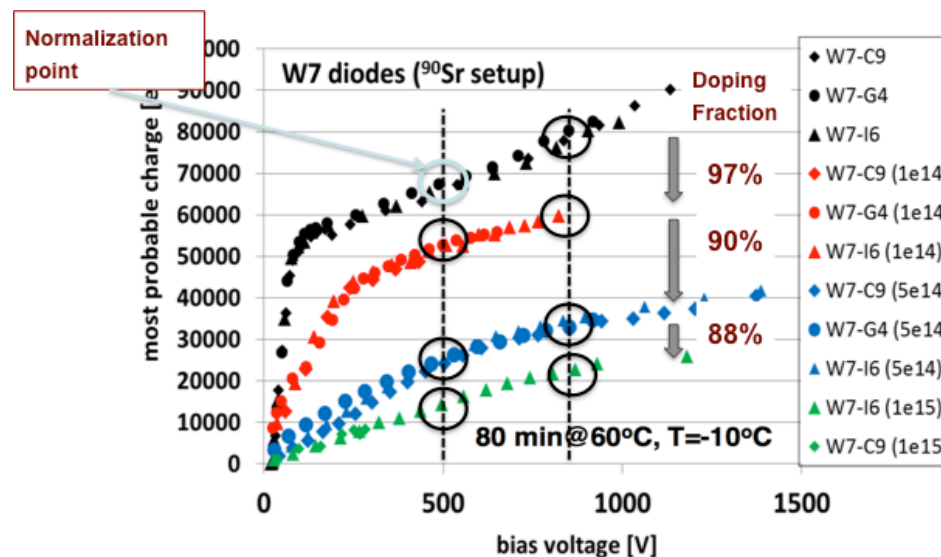 Normalization
point
W7 diodes (⁹⁰Sr setup)
Doping
Fraction
97%
90%
88%
80 min@60°C, T=-10°C
most probable charge [e
90000
80000
70000
60000
50000
40000
30000
20000
10000
0
0
500
1000
1500
bias voltage [V]
W7-C9
W7-G4
W7-I6
W7-C9 (1e14
W7-G4 (1e14
W7-I6 (1e14)
W7-C9 (5e14
W7-G4 (5e14
W7-I6 (5e14)
W7-I6 (1e15)
W7-C9 (1e15